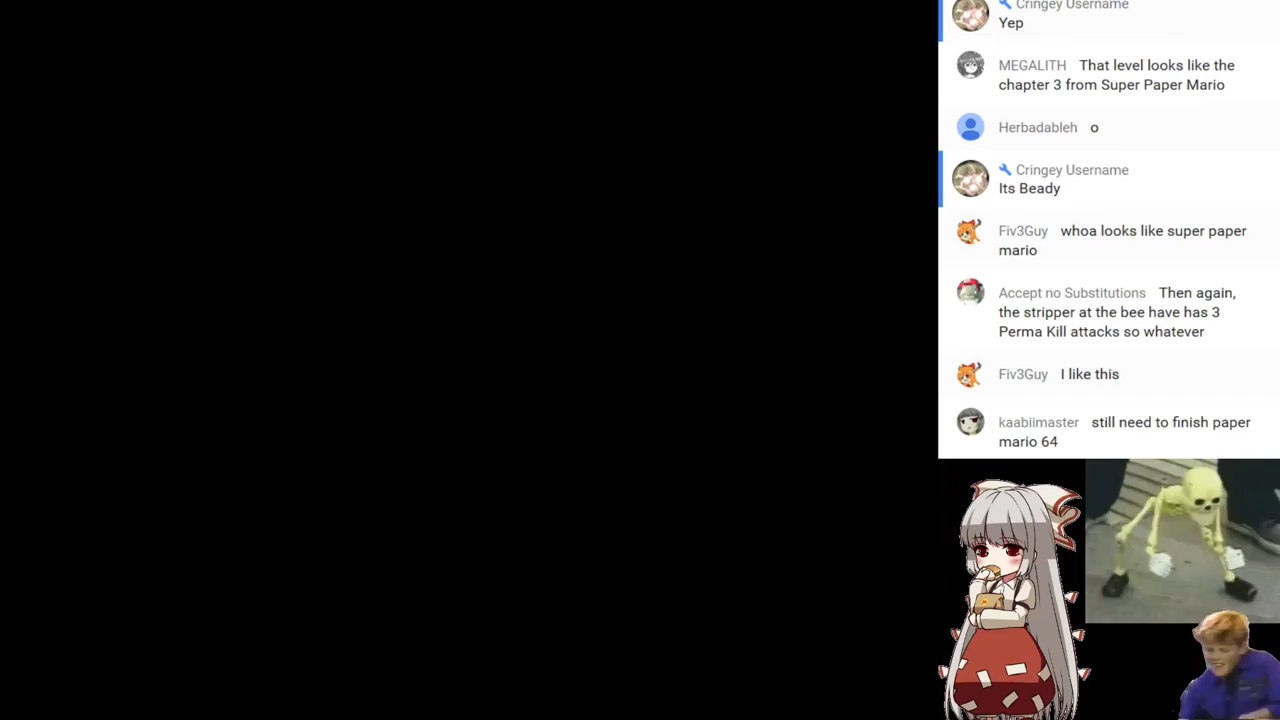 Cringey Username
Yep
MEGALITH That level looks like the
chapter 3 from Super Paper Mario
Herbadableh o
Cringey Username
Its Beady
Fiv3Guy whoa looks like super paper
mario
Accept no Substitutions Then again,
the stripper at the bee have has 3
Perma Kill attacks so whatever
Fiv3Guy I like this
kaabiimaster still need to finish paper
mario 64